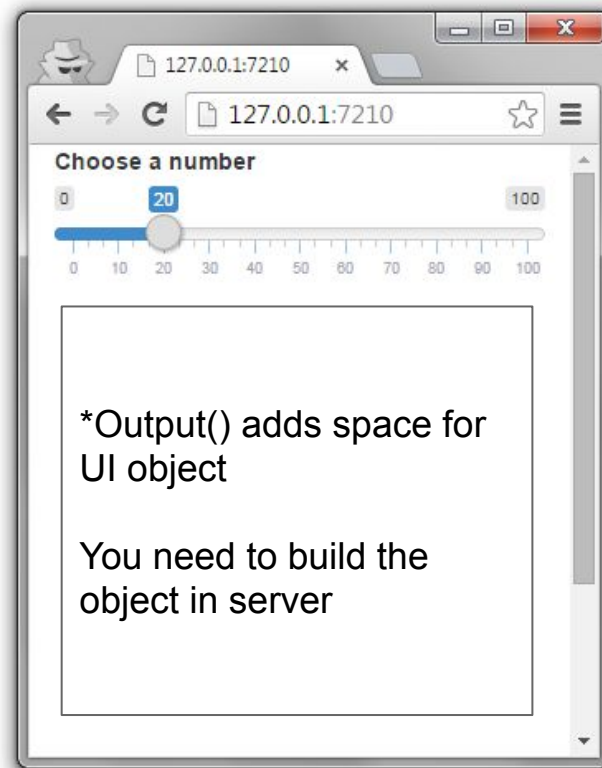 127.0.0.1:7210
127.0.0.1:7210
Choose a number
0 20 100
0 10 20 30 40 50 60 70 80 90 100
*Output() adds space for
UI object
You need to build the
object in server